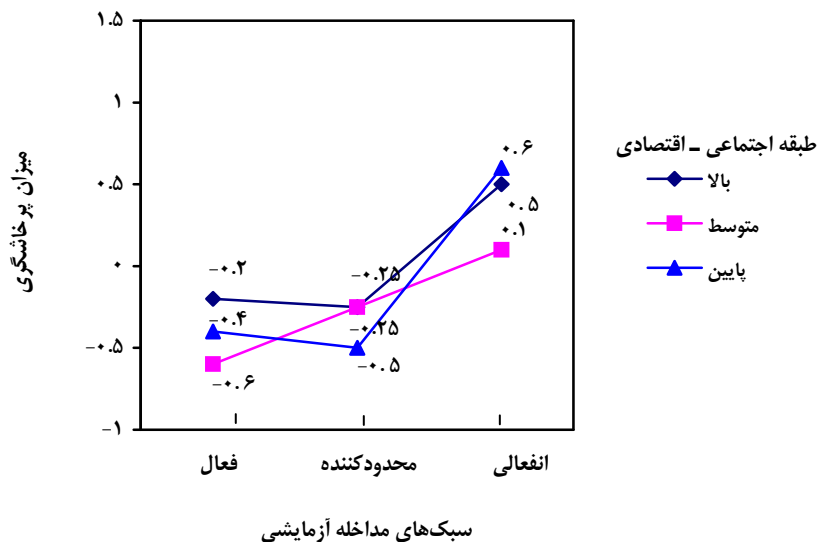 ۱.۵
۱
۰.۵
۰
−۰.۵
−۱
میزان پرخاشگری
−۰.۲
−۰.۴
−۰.۶
−۰.۲۵
−۰.۲۵
−۰.۵
۰.۶
۰.۵
۰.۱
فعال
محدودکننده
انفعالی
سبک‌های مداخله آزمایشی
طبقه اجتماعی ـ اقتصادی
بالا
متوسط
پایین